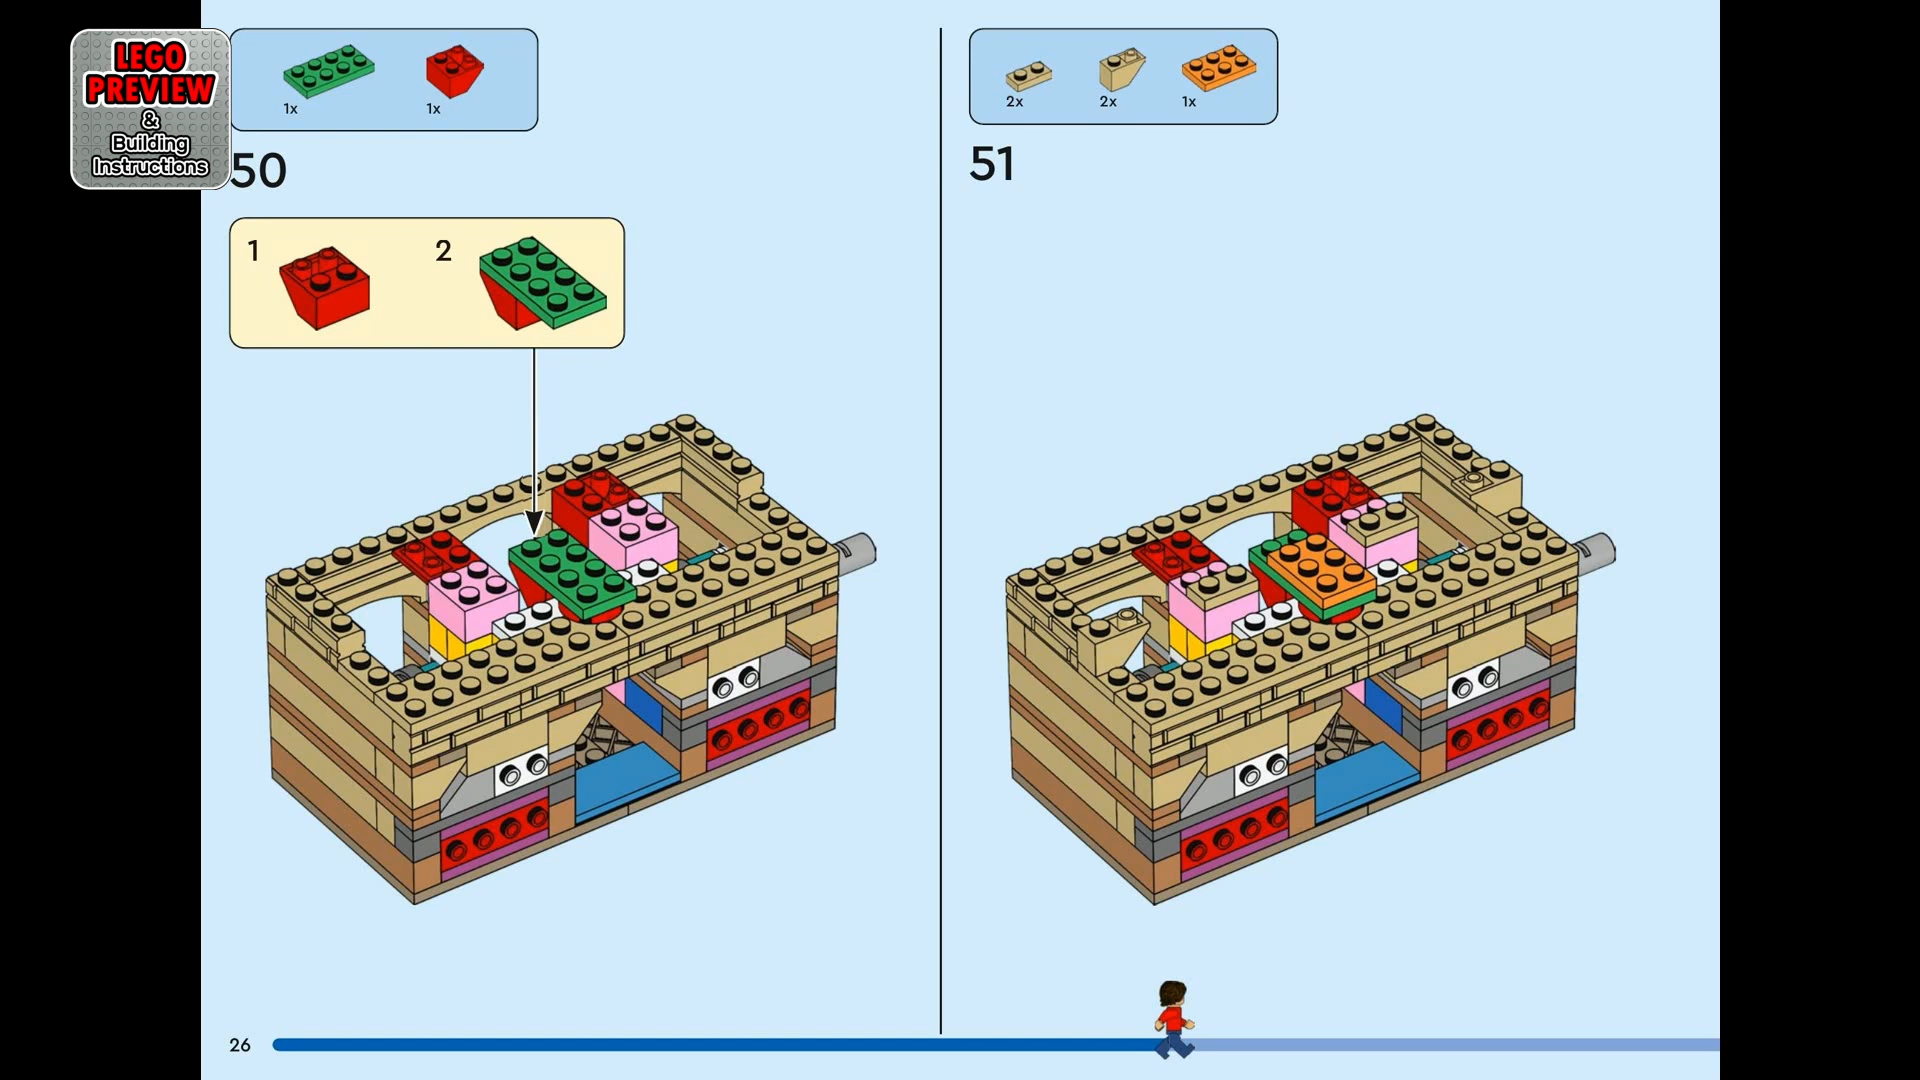 LEGO
PREVIEW
&
Building
Instructions
1x
1x
50
1
2
2x
2x
1x
51
26